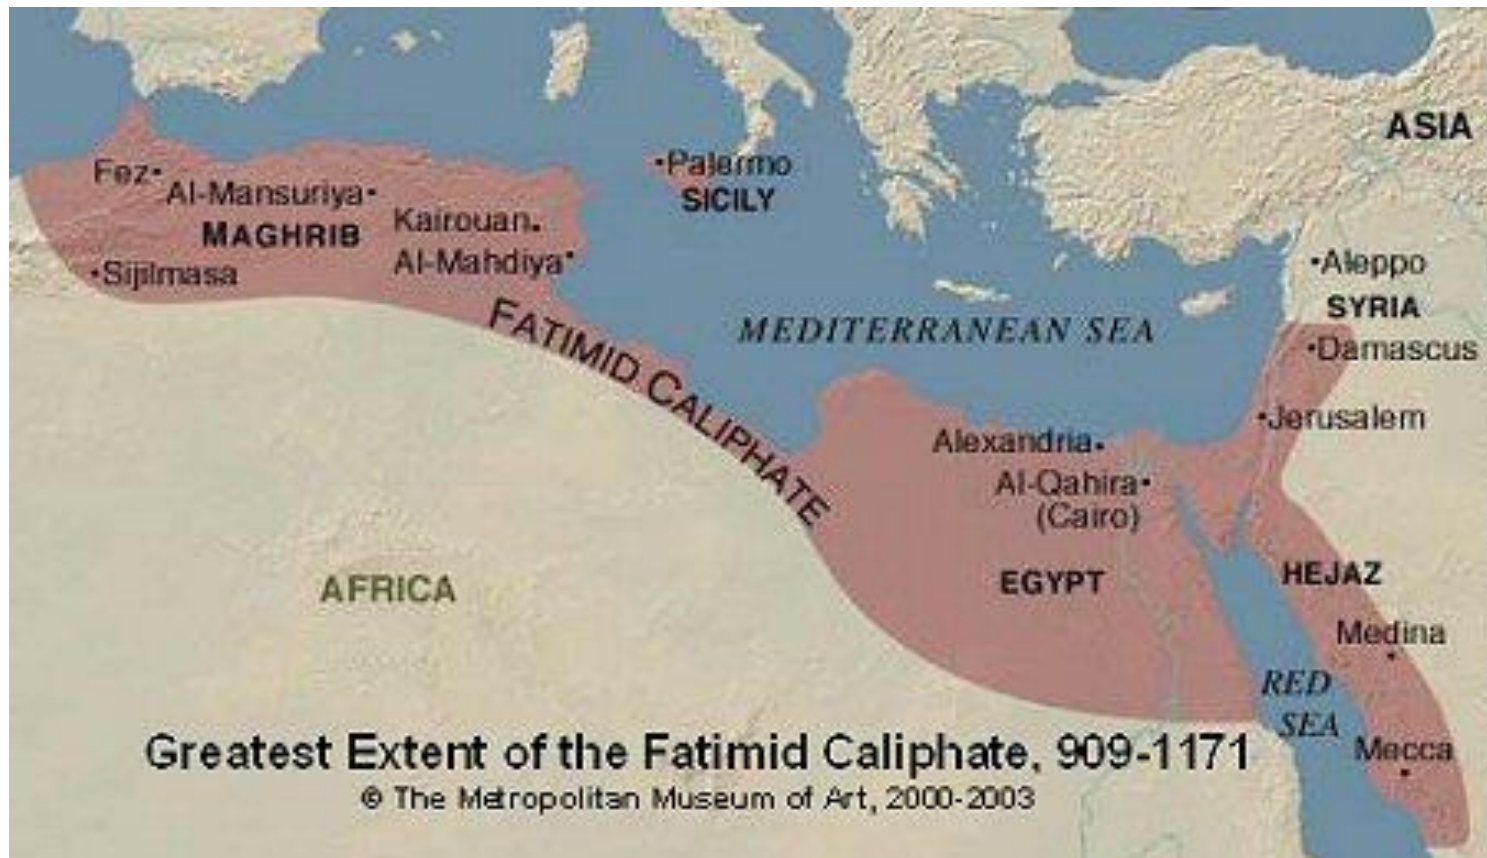 ASIA
Fez
Al-Mansuriya
MAGHRIB
Kairouan
Al-Mahdiya
Sijilmasa
Palermo
SICILY
Aleppo
SYRIA
Damascus
Jerusalem
MEDITERRANEAN SEA
FATIMID CALIPHATE
Alexandria
Al-Qahira
(Cairo)
EGYPT
HEJAZ
Medina
RED
SEA
Mecca
AFRICA
Greatest Extent of the Fatimid Caliphate, 909-1171
© The Metropolitan Museum of Art, 2000-2003